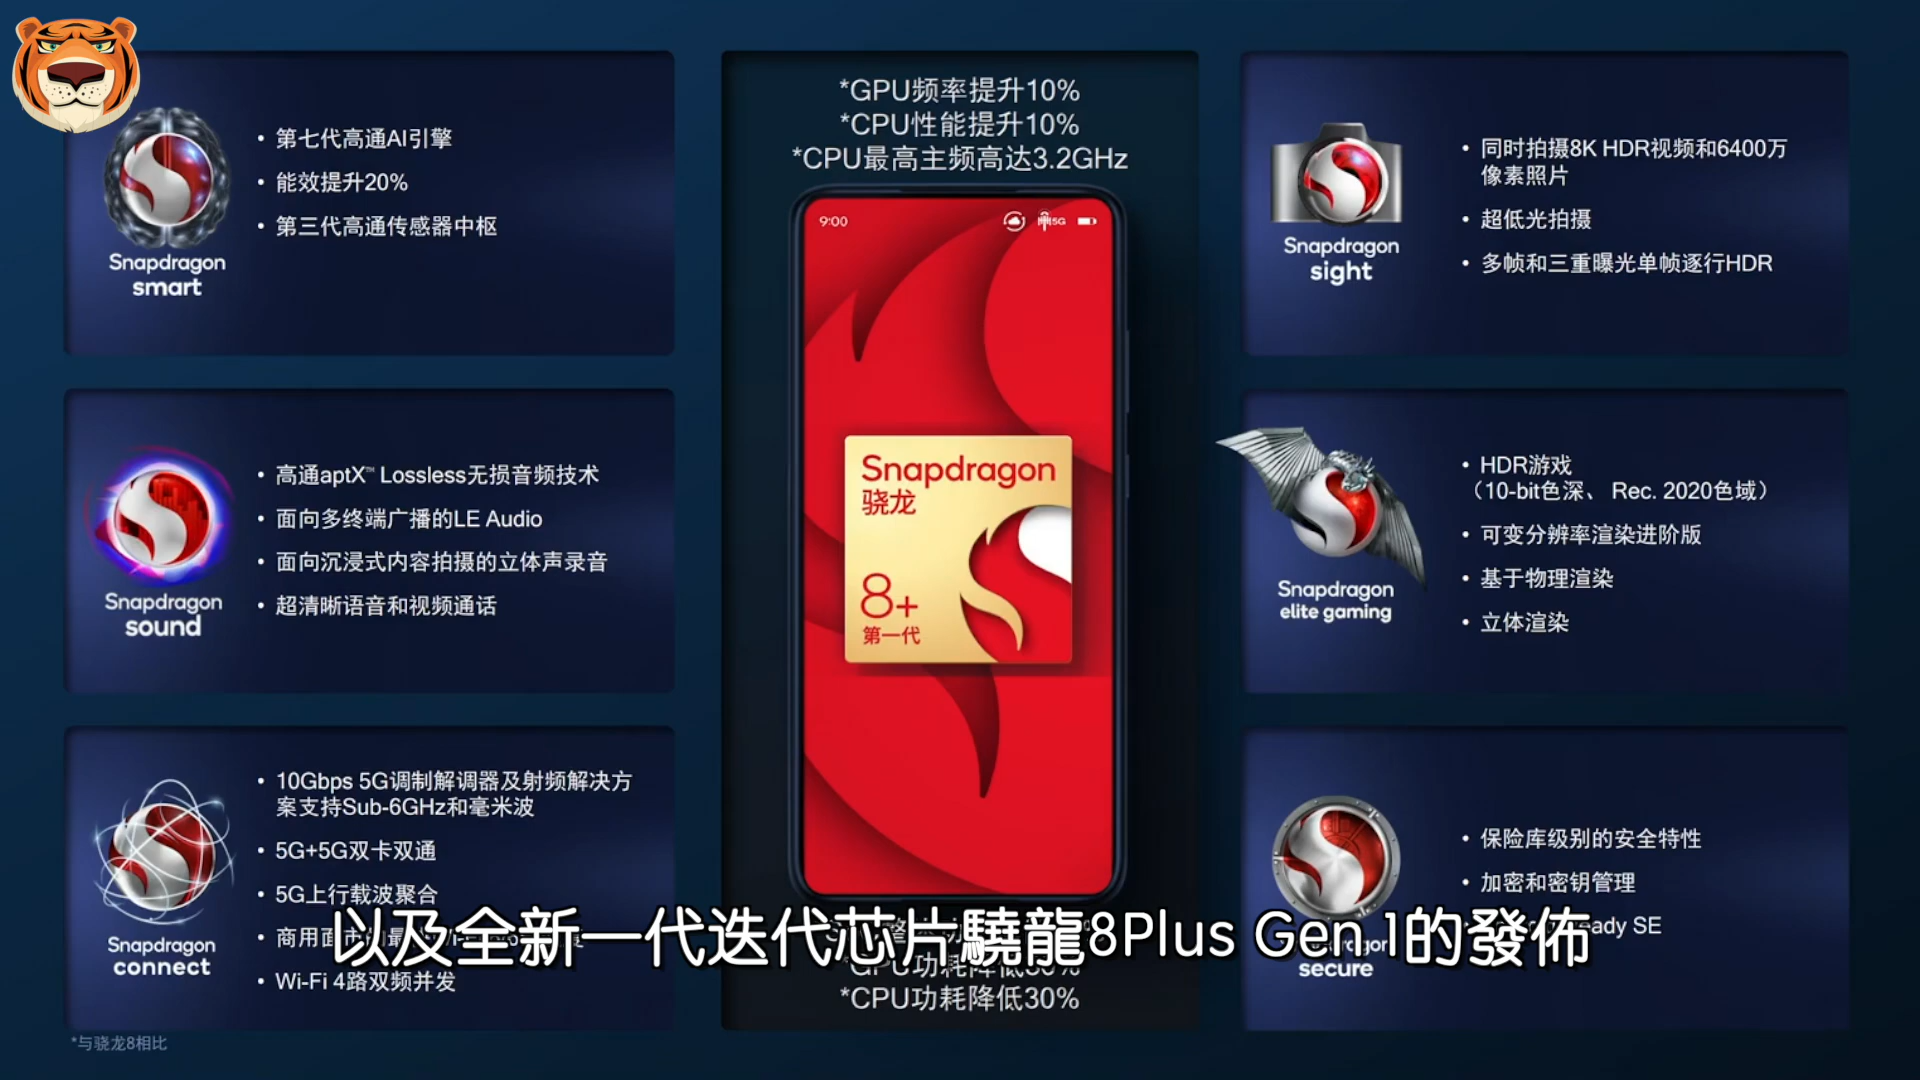 • 第七代高通AI引擎
• 能效提升20%
• 第三代高通传感器中枢
Snapdragon
smart
• 高通aptX™ Lossless无损音频技术
• 面向多终端广播的LE Audio
• 面向沉浸式内容拍摄的立体声录音
• 超清晰语音和视频通话
Snapdragon
sound
• 10Gbps 5G调制解调器及射频解决方
案支持Sub-6GHz和毫米波
• 5G+5G双卡双通
• 5G上行载波聚合
• 商用面
• Wi-Fi 4路双频并发
Snapdragon
connect
*与骁龙8相比
*GPU频率提升10%
*CPU性能提升10%
*CPU最高主频高达3.2GHz
9:00
5G
Snapdragon
骁龙
8+
第一代
*GPU功耗降低30%
*CPU功耗降低30%
• 同时拍摄8K HDR视频和6400万
像素照片
• 超低光拍摄
• 多帧和三重曝光单帧逐行HDR
Snapdragon
sight
• HDR游戏
（10-bit色深、 Rec. 2020色域）
• 可变分辨率渲染进阶版
• 基于物理渲染
• 立体渲染
Snapdragon
elite gaming
• 保险库级别的安全特性
• 加密和密钥管理
SE
secure
以及全新一代迭代芯片驍龍8Plus Gen 1的發佈